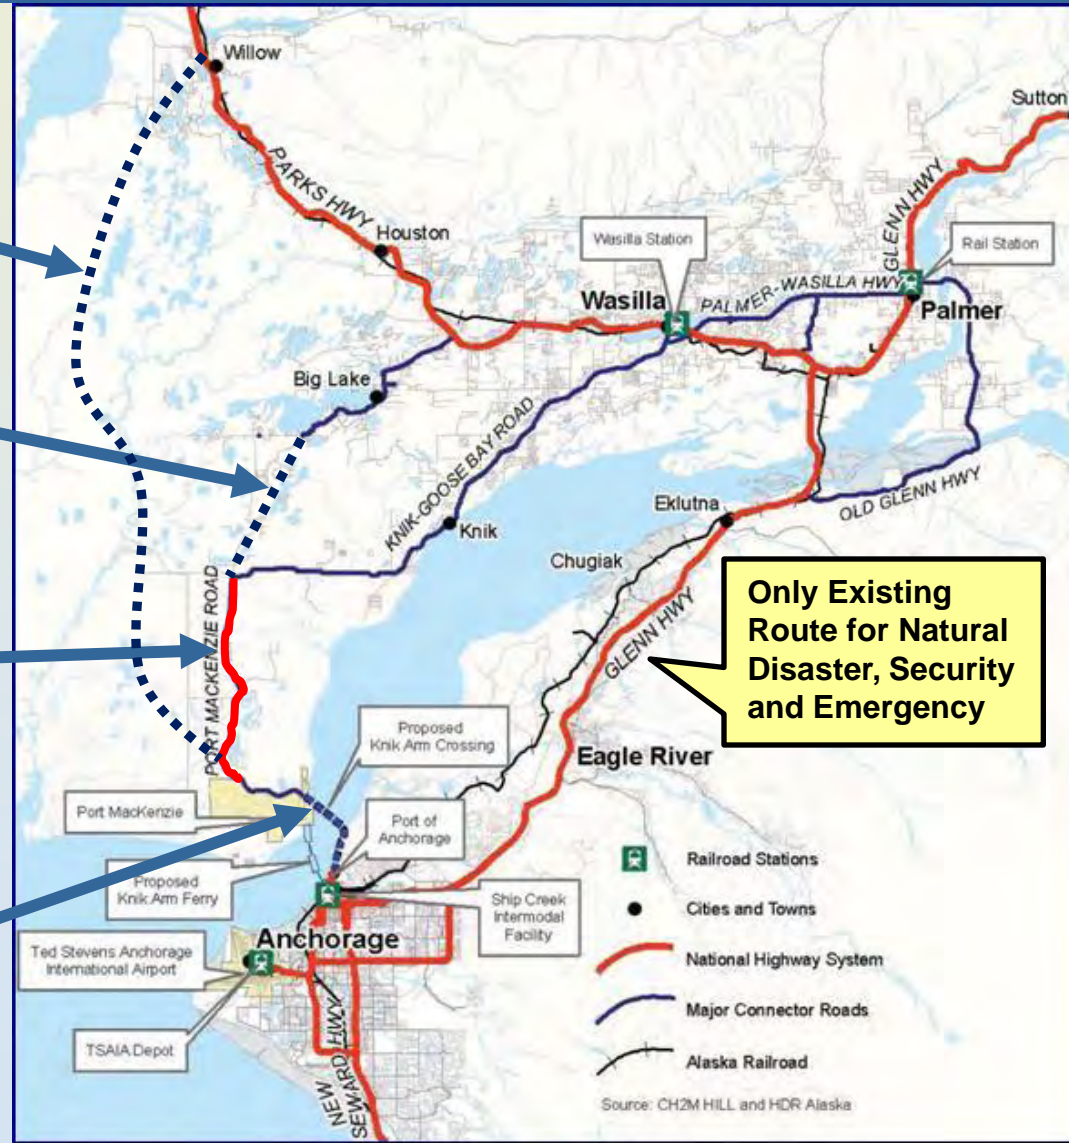 Willow
Sutton
PARKS HWY
GLENN HWY
Houston
Wasilla Station
Rail Station
Wasilla
PALMER-WASILLA HWY
Palmer
Big Lake
KNIK-GOOSE BAY ROAD
Knik
Eklutna
OLD GLENN HWY
Chugiak
GLENN HWY
Only Existing
Route for Natural
Disaster, Security
and Emergency
PORT MACKENZIE ROAD
Proposed
Knik Arm Crossing
Eagle River
Port MacKenzie
Port of
Anchorage
Proposed
Knik Arm Ferry
Ship Creek
Intermodal
Facility
Anchorage
Ted Stevens Anchorage
International Airport
TSAIA Depot
NEW
SEWARD HWY
Railroad Stations
Cities and Towns
National Highway System
Major Connector Roads
Alaska Railroad
Source: CH2M HILL and HDR Alaska